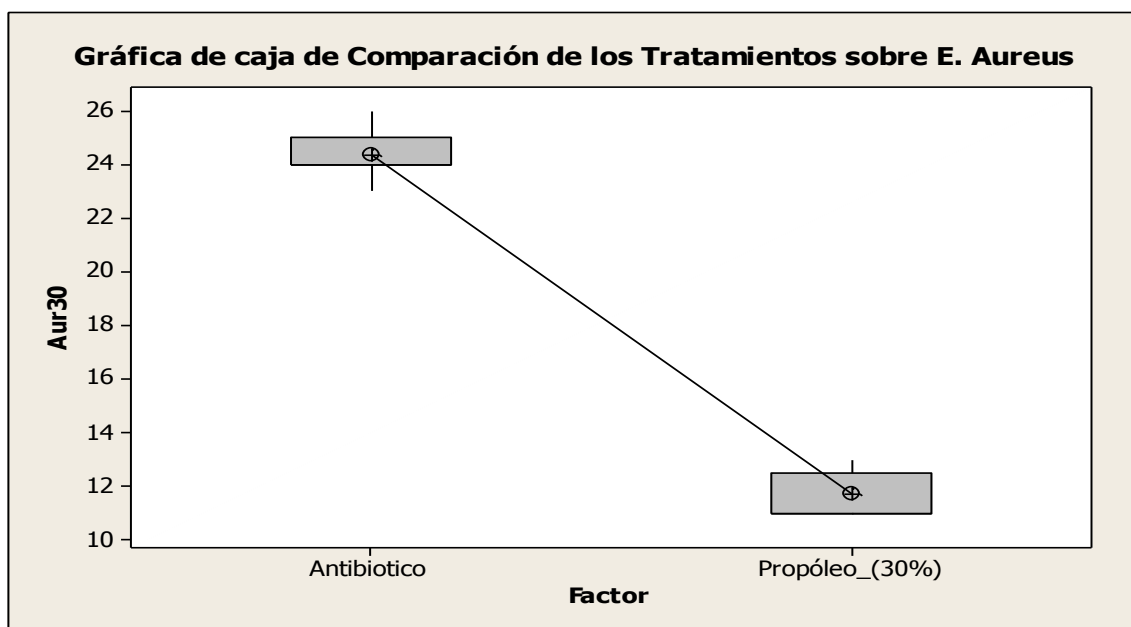 Gráfica de caja de Comparación de los Tratamientos sobre E. Aureus
26
24
22
20
18
16
14
12
10
Aur30
Antibiotico
Propóleo_(30%)
Factor